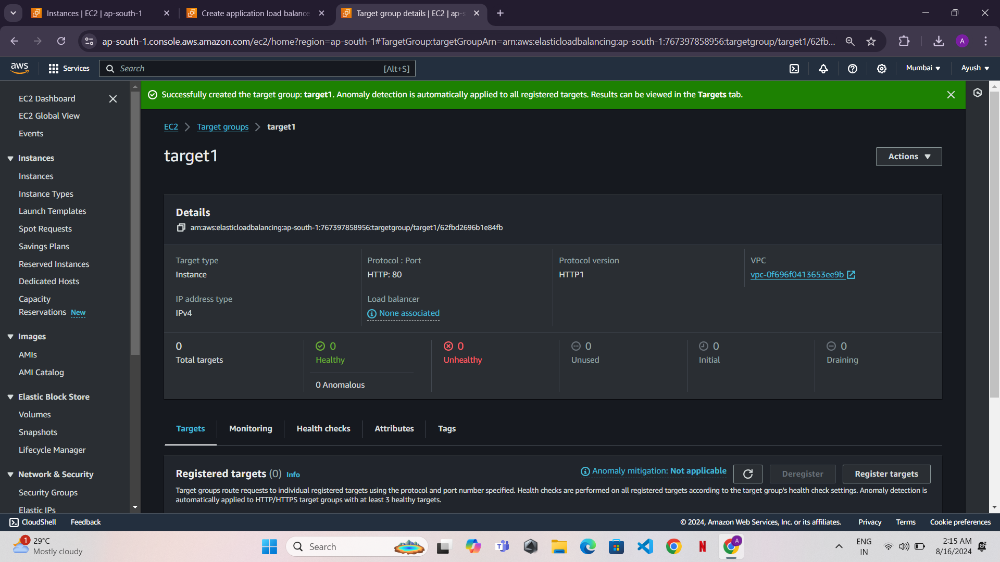 Instances | EC2 | ap-south-1
Create application load balance
Target group details | EC2 | ap-s
ap-south-1.console.aws.amazon.com/ec2/home?region=ap-south-1#TargetGroup:targetGroupArn=arn:aws:elasticloadbalancing:ap-south-1:767397858956:targetgroup/target1/62fb...
A
aws
Services
Search
[Alt+S]
Mumbai
Ayush
EC2 Dashboard
EC2 Global View
Events
Instances
Instances
Instance Types
Launch Templates
Spot Requests
Savings Plans
Reserved Instances
Dedicated Hosts
Capacity
Reservations New
Images
AMIs
AMI Catalog
Elastic Block Store
Volumes
Snapshots
Lifecycle Manager
Network & Security
Security Groups
Elastic IPs
Successfully created the target group: target1. Anomaly detection is automatically applied to all registered targets. Results can be viewed in the Targets tab.
EC2 > Target groups > target1
target1
Actions
Details
arn:aws:elasticloadbalancing:ap-south-1:767397858956:targetgroup/target1/62fbd2696b1e84fb
Target type
Instance
Protocol : Port
HTTP: 80
Protocol version
HTTP1
VPC
vpc-0f696f0413653ee9b
IP address type
IPv4
Load balancer
None associated
0
Total targets
0
Healthy
0 Anomalous
0
Unhealthy
0
Unused
0
Initial
0
Draining
Targets
Monitoring
Health checks
Attributes
Tags
Registered targets (0) Info
Anomaly mitigation: Not applicable
Deregister
Register targets
Target groups route requests to individual registered targets using the protocol and port number specified. Health checks are performed on all registered targets according to the target group's health check settings. Anomaly detection is
automatically applied to HTTP/HTTPS target groups with at least 3 healthy targets.
CloudShell
Feedback
© 2024, Amazon Web Services, Inc. or its affiliates.
Privacy
Terms
Cookie preferences
1
29°C
Mostly cloudy
Search
N
A
ENG
IN
2:15 AM
8/16/2024